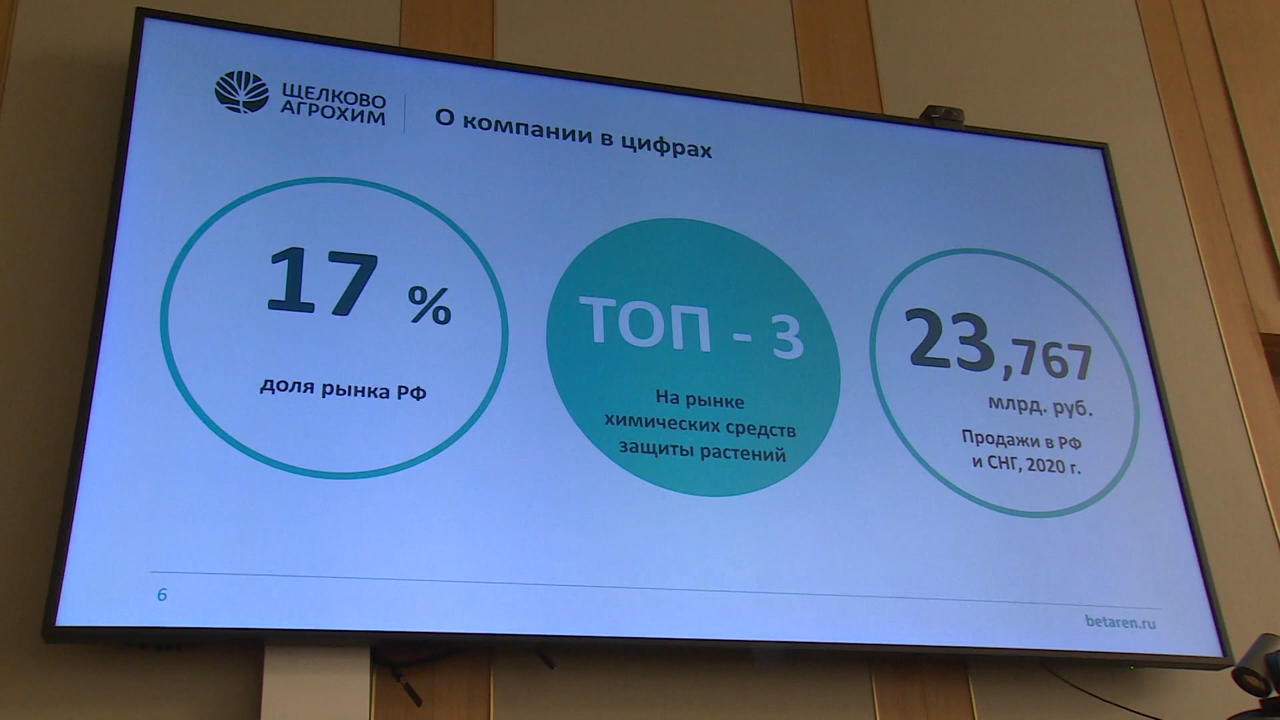 ЩЕЛКОВО
АГРОХИМ
О компании в цифрах
17 %
доля рынка РФ
ТОП - 3
На рынке
химических средств
защиты растений
23,767
млрд. руб.
Продажи в РФ
и СНГ, 2020 г.
6
betaren.ru